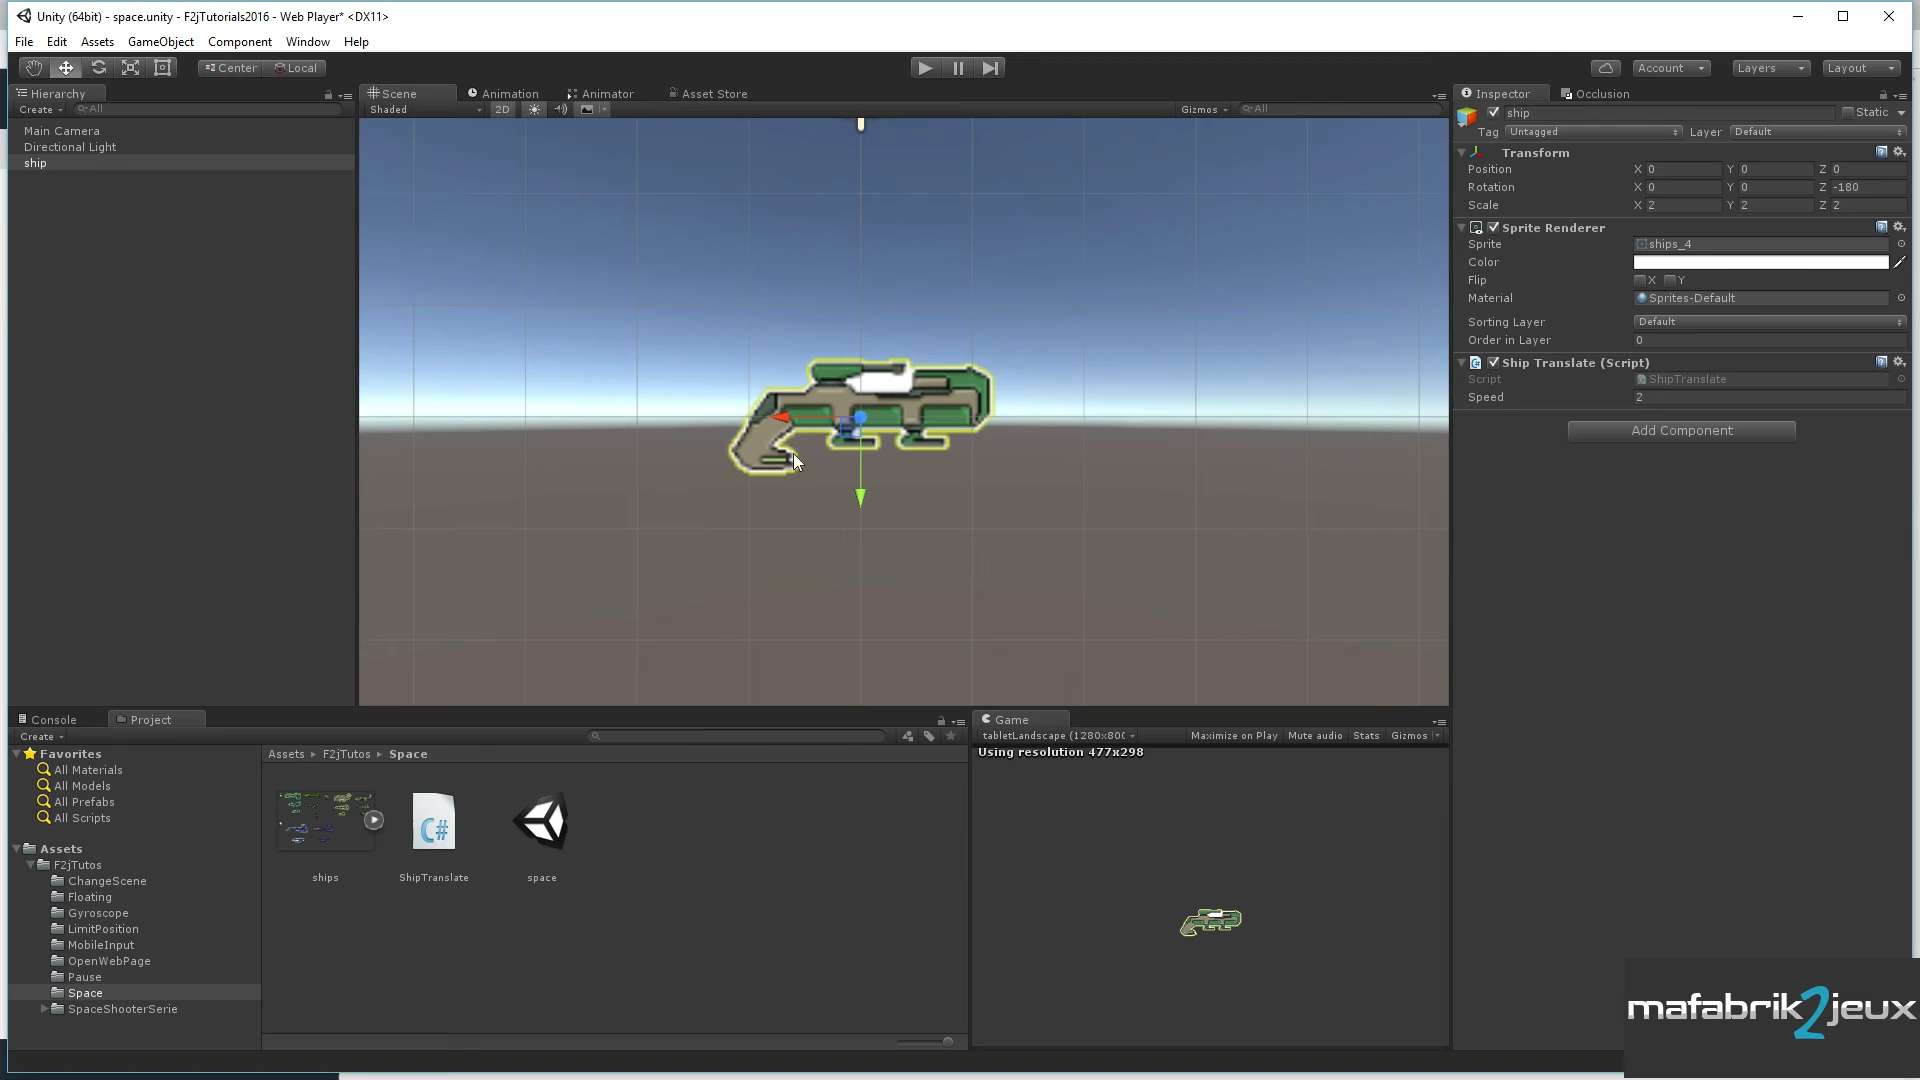 Unity (64bit) - space.unity - F2jTutorials2016 - Web Player* <DX11>
File Edit Assets GameObject Component Window Help
Center Local Account Layers Layout
Hierarchy
Create All
Main Camera
Directional Light
ship
Scene Animation Animator Asset Store
Shaded 2D Gizmos All
Inspector Occlusion
ship Static
Tag Untagged Layer Default
Transform
Position X 0 Y 0 Z 0
Rotation X 0 Y 0 Z -180
Scale X 2 Y 2 Z 2
Sprite Renderer
Sprite ships_4
Color
Flip X Y
Material Sprites-Default
Sorting Layer Default
Order in Layer 0
Ship Translate (Script)
Script ShipTranslate
Speed 2
Add Component
Console Project
Create
Favorites
All Materials
All Models
All Prefabs
All Scripts
Assets
F2jTutos
ChangeScene
Floating
Gyroscope
LimitPosition
MobileInput
OpenWebPage
Pause
Space
SpaceShooterSerie
Assets F2jTutos Space
C#
ships ShipTranslate space
Game
tabletLandscape (1280x80( Maximize on Play Mute audio Stats Gizmos
Using resolution 477x298
mafabrik2jeux